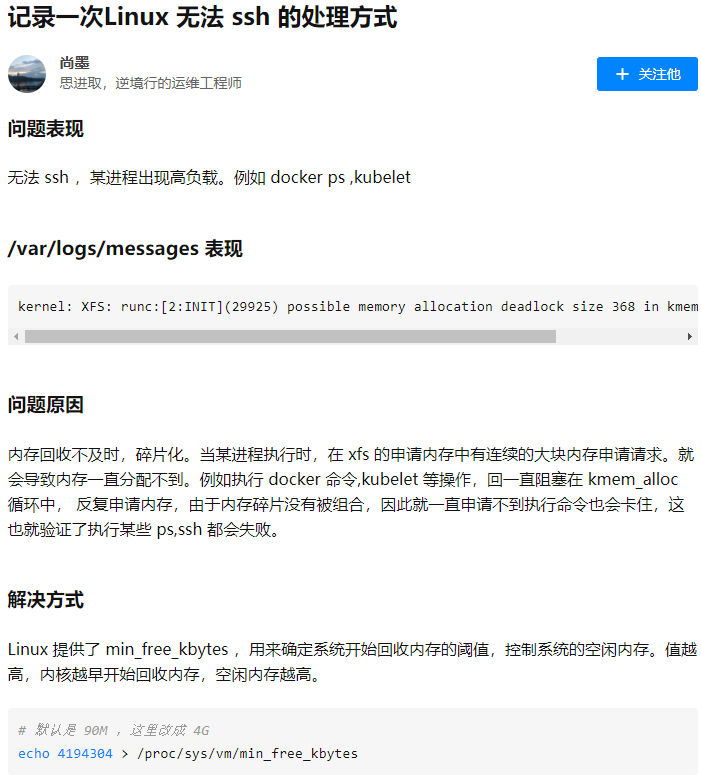 记录一次Linux 无法 ssh 的处理方式
尚墨
思进取，逆境行的运维工程师
+ 关注他
问题表现
无法 ssh ，某进程出现高负载。例如 docker ps ,kubelet
/var/logs/messages 表现
kernel: XFS: runc:[2:INIT](29925) possible memory allocation deadlock size 368 in kmem
问题原因
内存回收不及时，碎片化。当某进程执行时，在 xfs 的申请内存中有连续的大块内存申请请求。就
会导致内存一直分配不到。例如执行 docker 命令,kubelet 等操作，回一直阻塞在 kmem_alloc
循环中， 反复申请内存，由于内存碎片没有被组合，因此就一直申请不到执行命令也会卡住，这
也就验证了执行某些 ps,ssh 都会失败。
解决方式
Linux 提供了 min_free_kbytes ，用来确定系统开始回收内存的阈值，控制系统的空闲内存。值越
高，内核越早开始回收内存，空闲内存越高。
# 默认是 90M ，这里改成 4G
echo 4194304 > /proc/sys/vm/min_free_kbytes